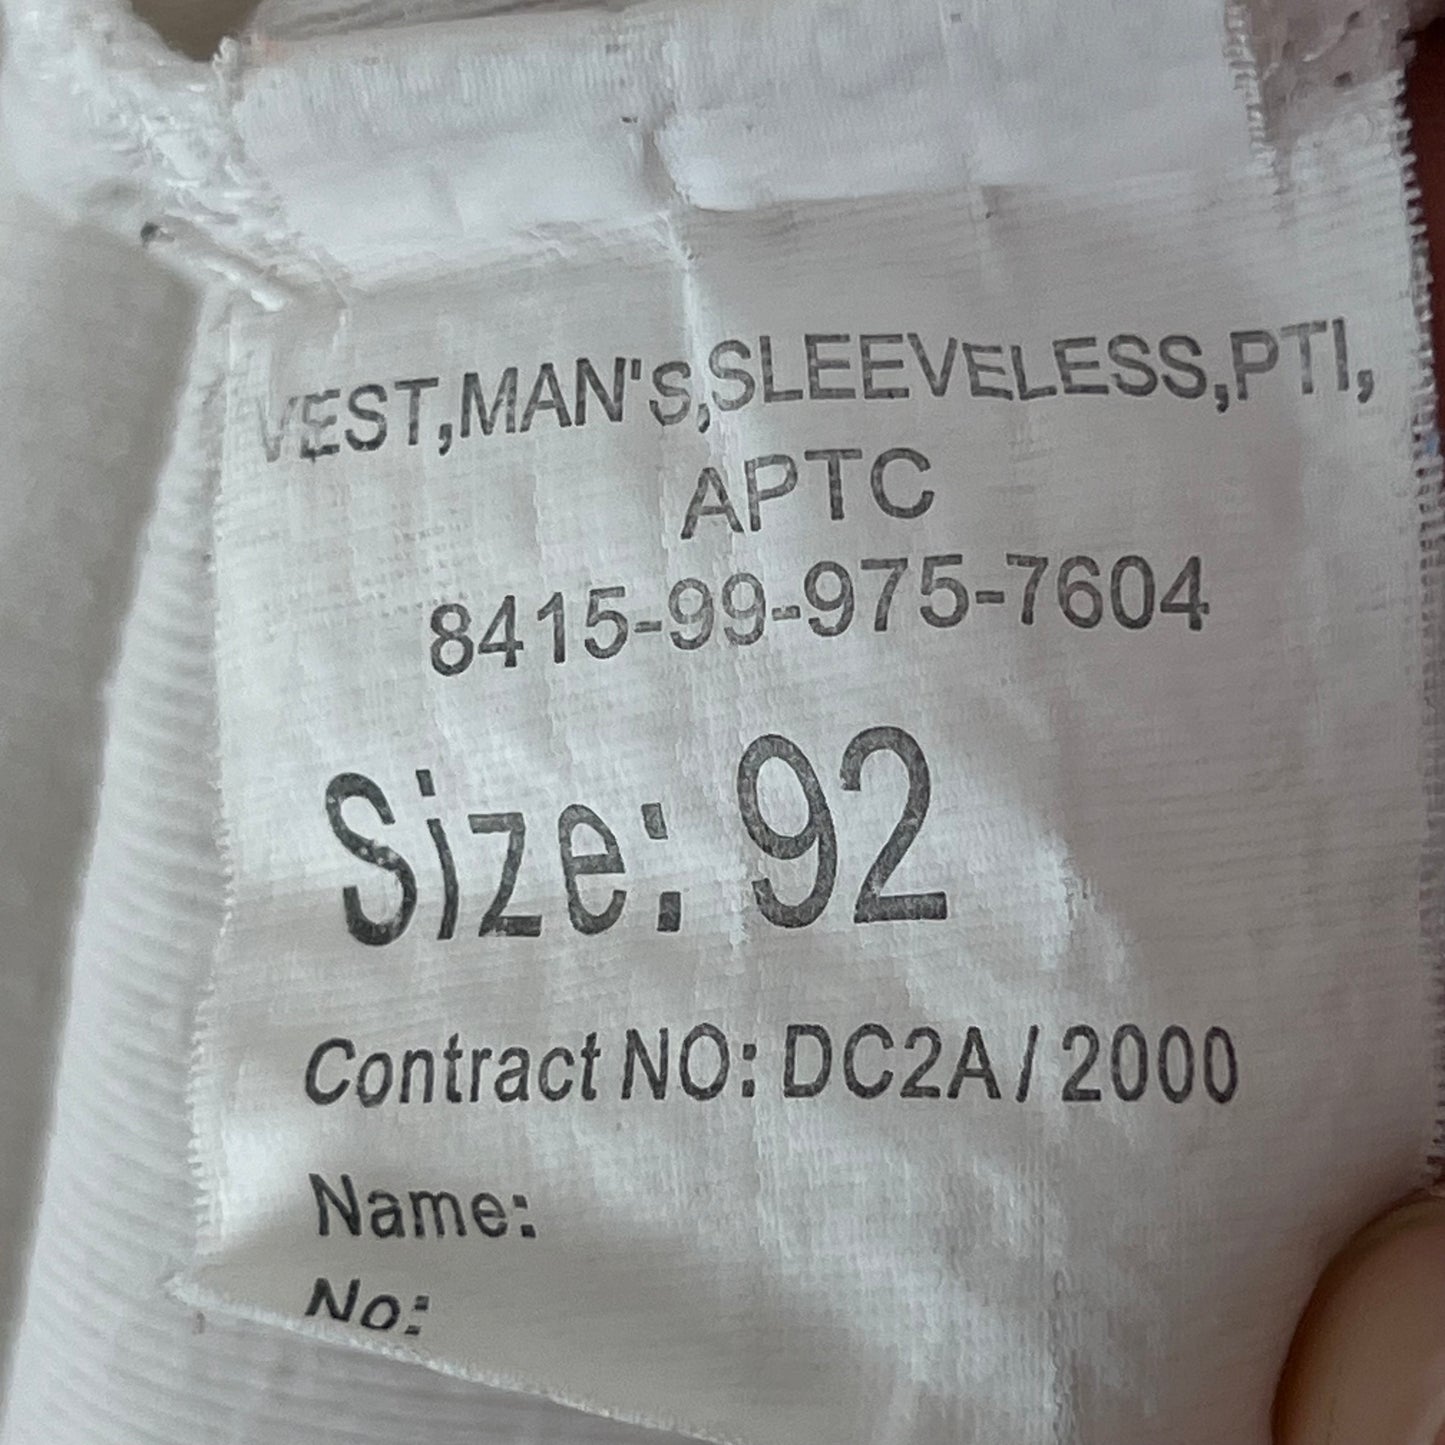 VEST,MAN'S,SLEEVELESS,PTI,
APTC
8415-99-975-7604
Size: 92
Contract NO: DC2A/2000
Name:
No: